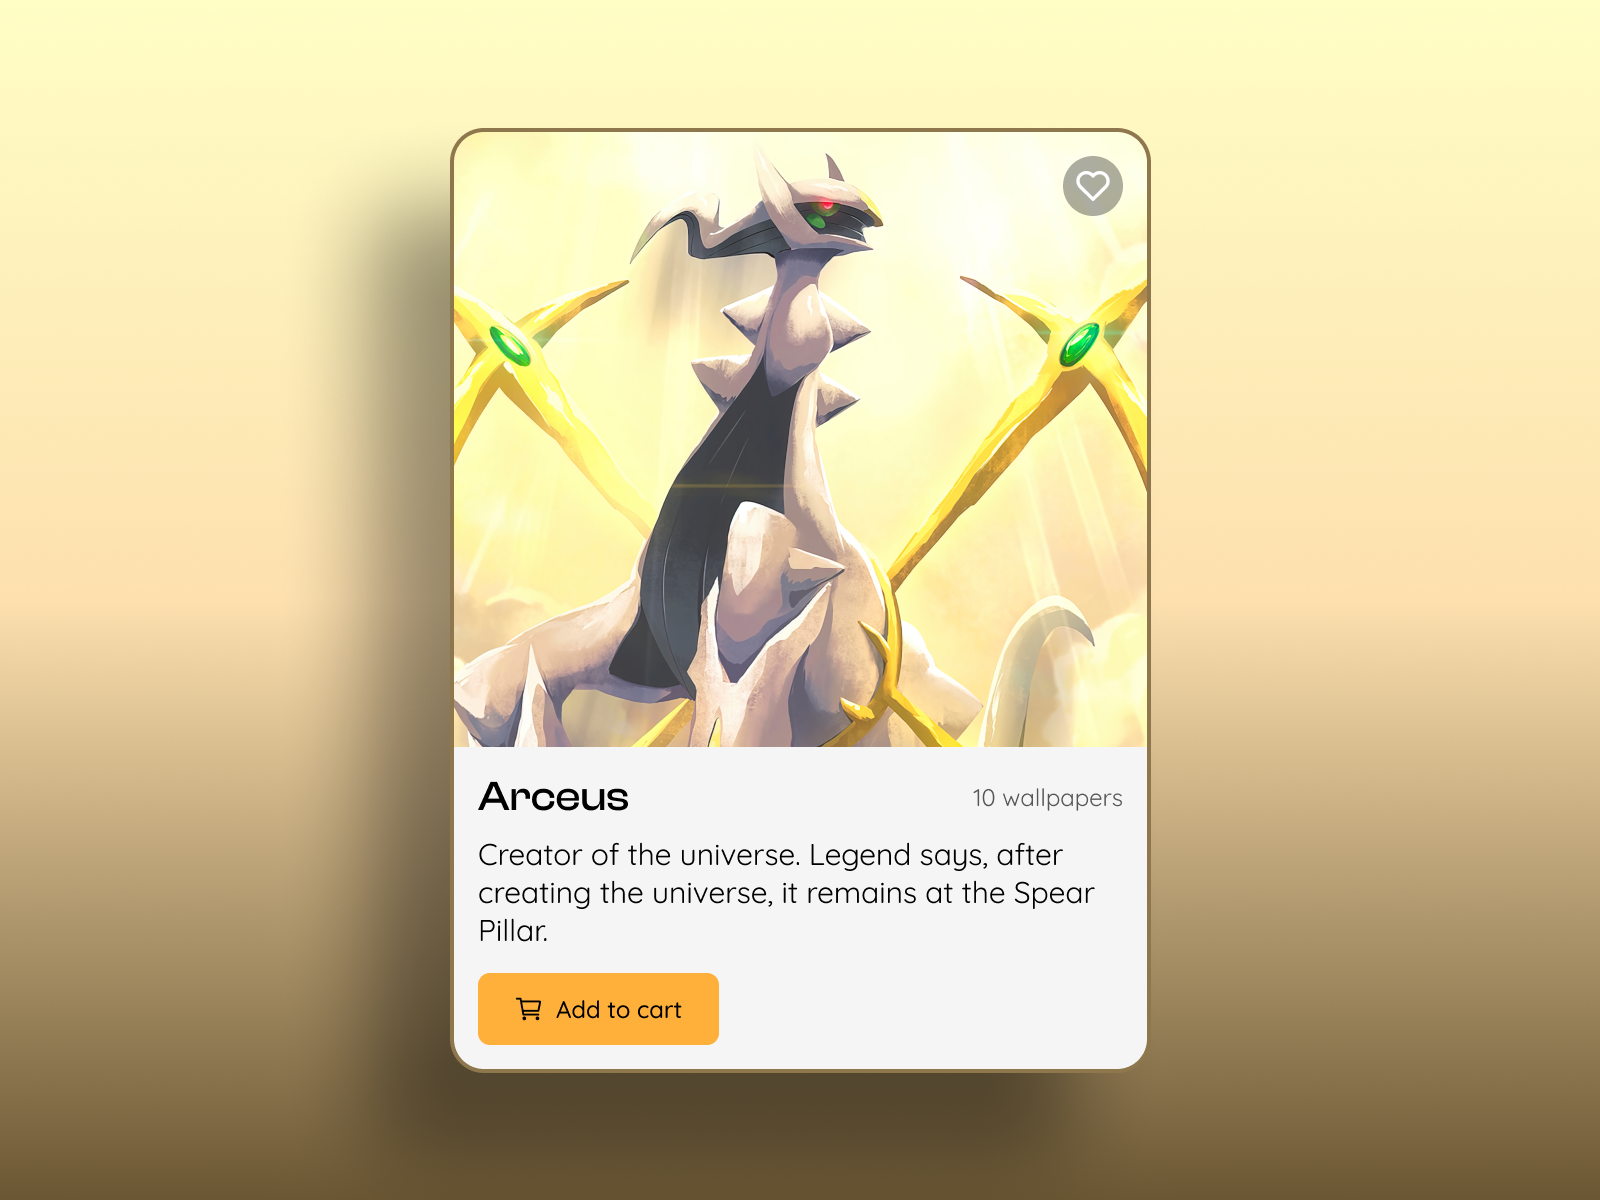 Arceus
10 wallpapers
Creator of the universe. Legend says, after
creating the universe, it remains at the Spear
Pillar.
Add to cart